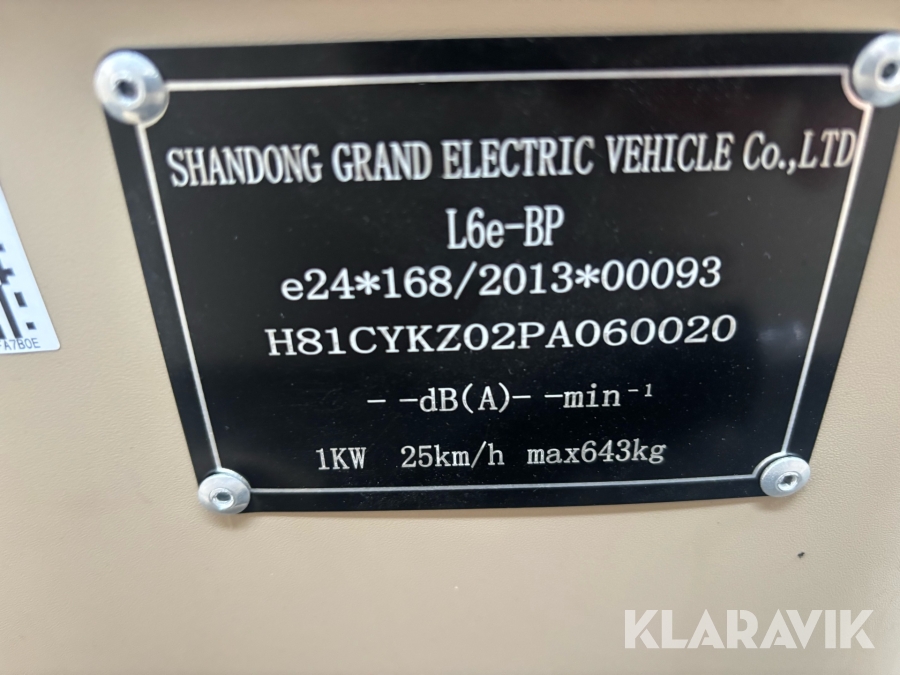 SHANDONG GRAND ELECTRIC VEHICLE Co.,LTD
L6e-BP
e24*168/2013*00093
H81CYKZ02PA060020
- -dB(A)- -min⁻¹
1KW 25km/h max643kg
FA7B0E
KLARAVIK